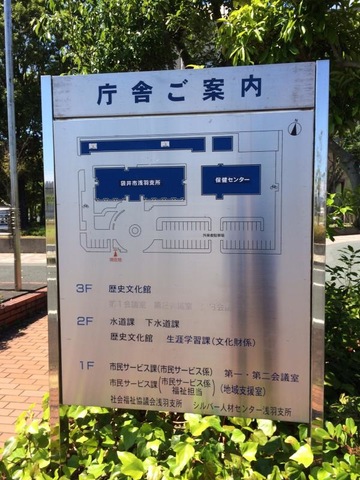 庁舎ご案内
袋井市浅羽支所
保健センター
3F 歴史文化館
2F 水道課 下水道課
歴史文化館 生涯学習課(文化財係)
1F 市民サービス課(市民サービス係) 第一・第二会議室
市民サービス課(市民サービス係 福祉担当)(地域支援室)
社会福祉協議会浅羽支所 シルバー人材センター浅羽支所